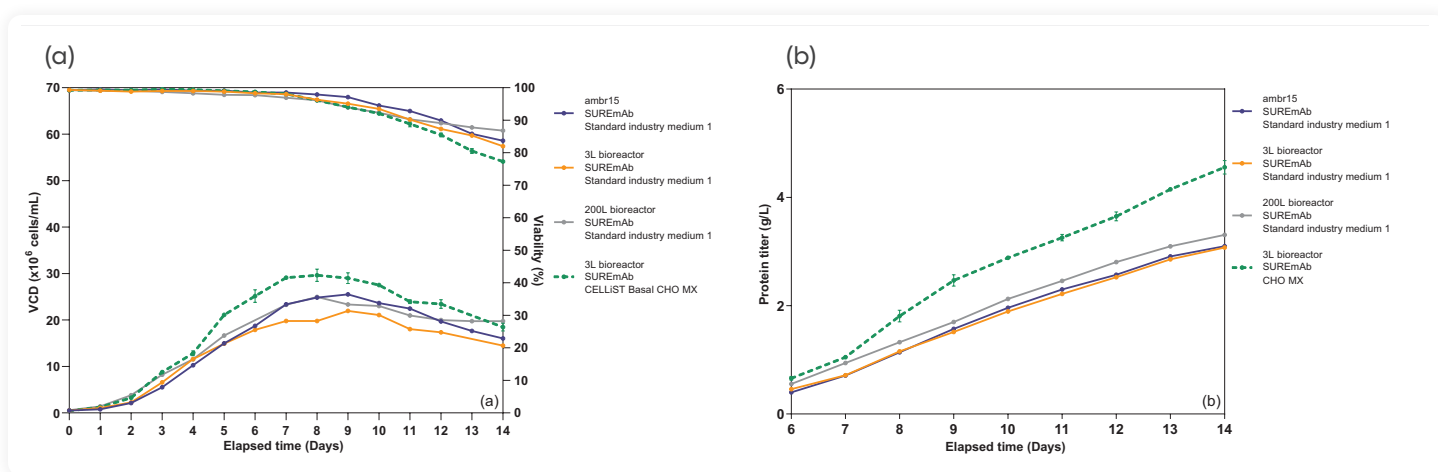 (a)
70
60
50
40
30
20
10
0
VCD (x10⁶ cells/mL)
100
90
80
70
60
50
40
30
20
10
0
Viability (%)
0 1 2 3 4 5 6 7 8 9 10 11 12 13 14
Elapsed time (Days)
(a)
ambr15
SUREmAb
Standard industry medium 1
3L bioreactor
SUREmAb
Standard industry medium 1
200L bioreactor
SUREmAb
Standard industry medium 1
3L bioreactor
SUREmAb
CELLiST Basal CHO MX
(b)
6
4
2
0
Protein titer (g/L)
6 7 8 9 10 11 12 13 14
Elapsed time (Days)
(b)
ambr15
SUREmAb
Standard industry medium 1
3L bioreactor
SUREmAb
Standard industry medium 1
200L bioreactor
SUREmAb
Standard industry medium 1
3L bioreactor
SUREmAb
CHO MX